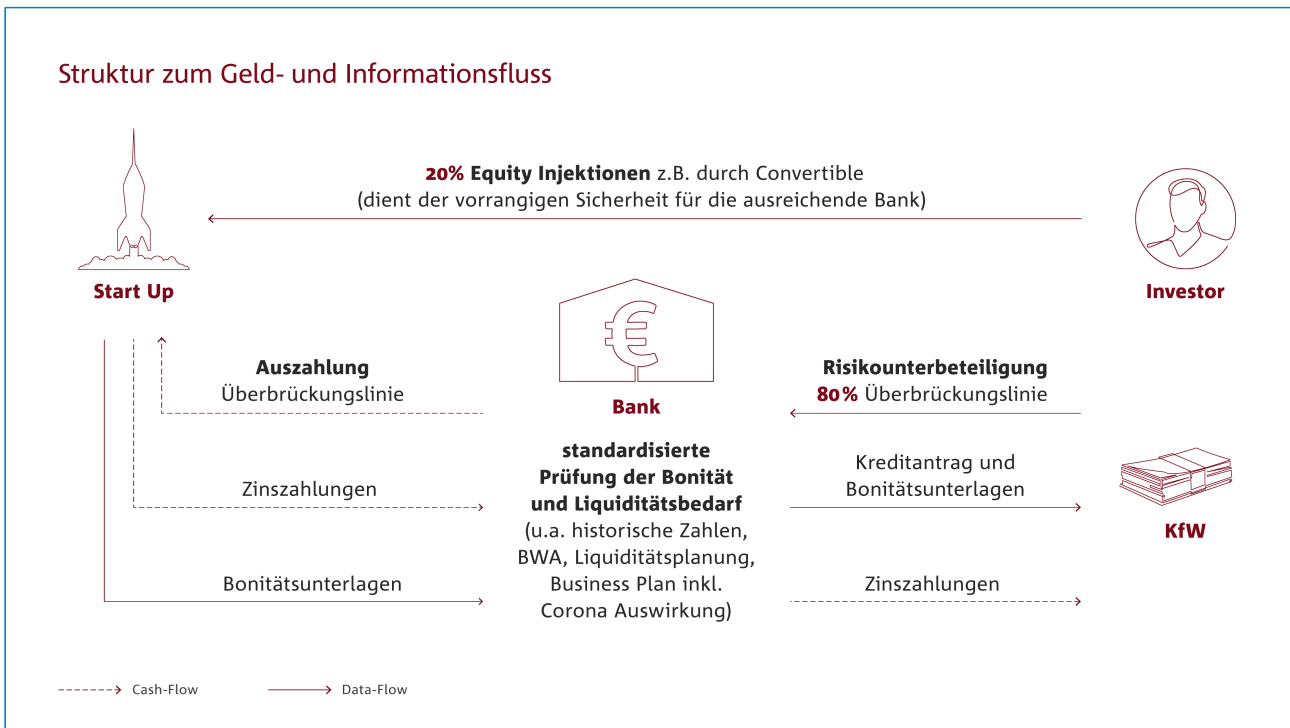 Struktur zum Geld- und Informationsfluss
20% Equity Injektionen z.B. durch Convertible
(dient der vorrangigen Sicherheit für die ausreichende Bank)
Start Up
Investor
€
Auszahlung
Überbrückungslinie
Bank
Risikounterbeteiligung
80% Überbrückungslinie
standardisierte
Prüfung der Bonität
und Liquiditätsbedarf
(u.a. historische Zahlen,
BWA, Liquiditätsplanung,
Business Plan inkl.
Corona Auswirkung)
Zinszahlungen
Kreditantrag und
Bonitätsunterlagen
KfW
Bonitätsunterlagen
Zinszahlungen
Cash-Flow
Data-Flow